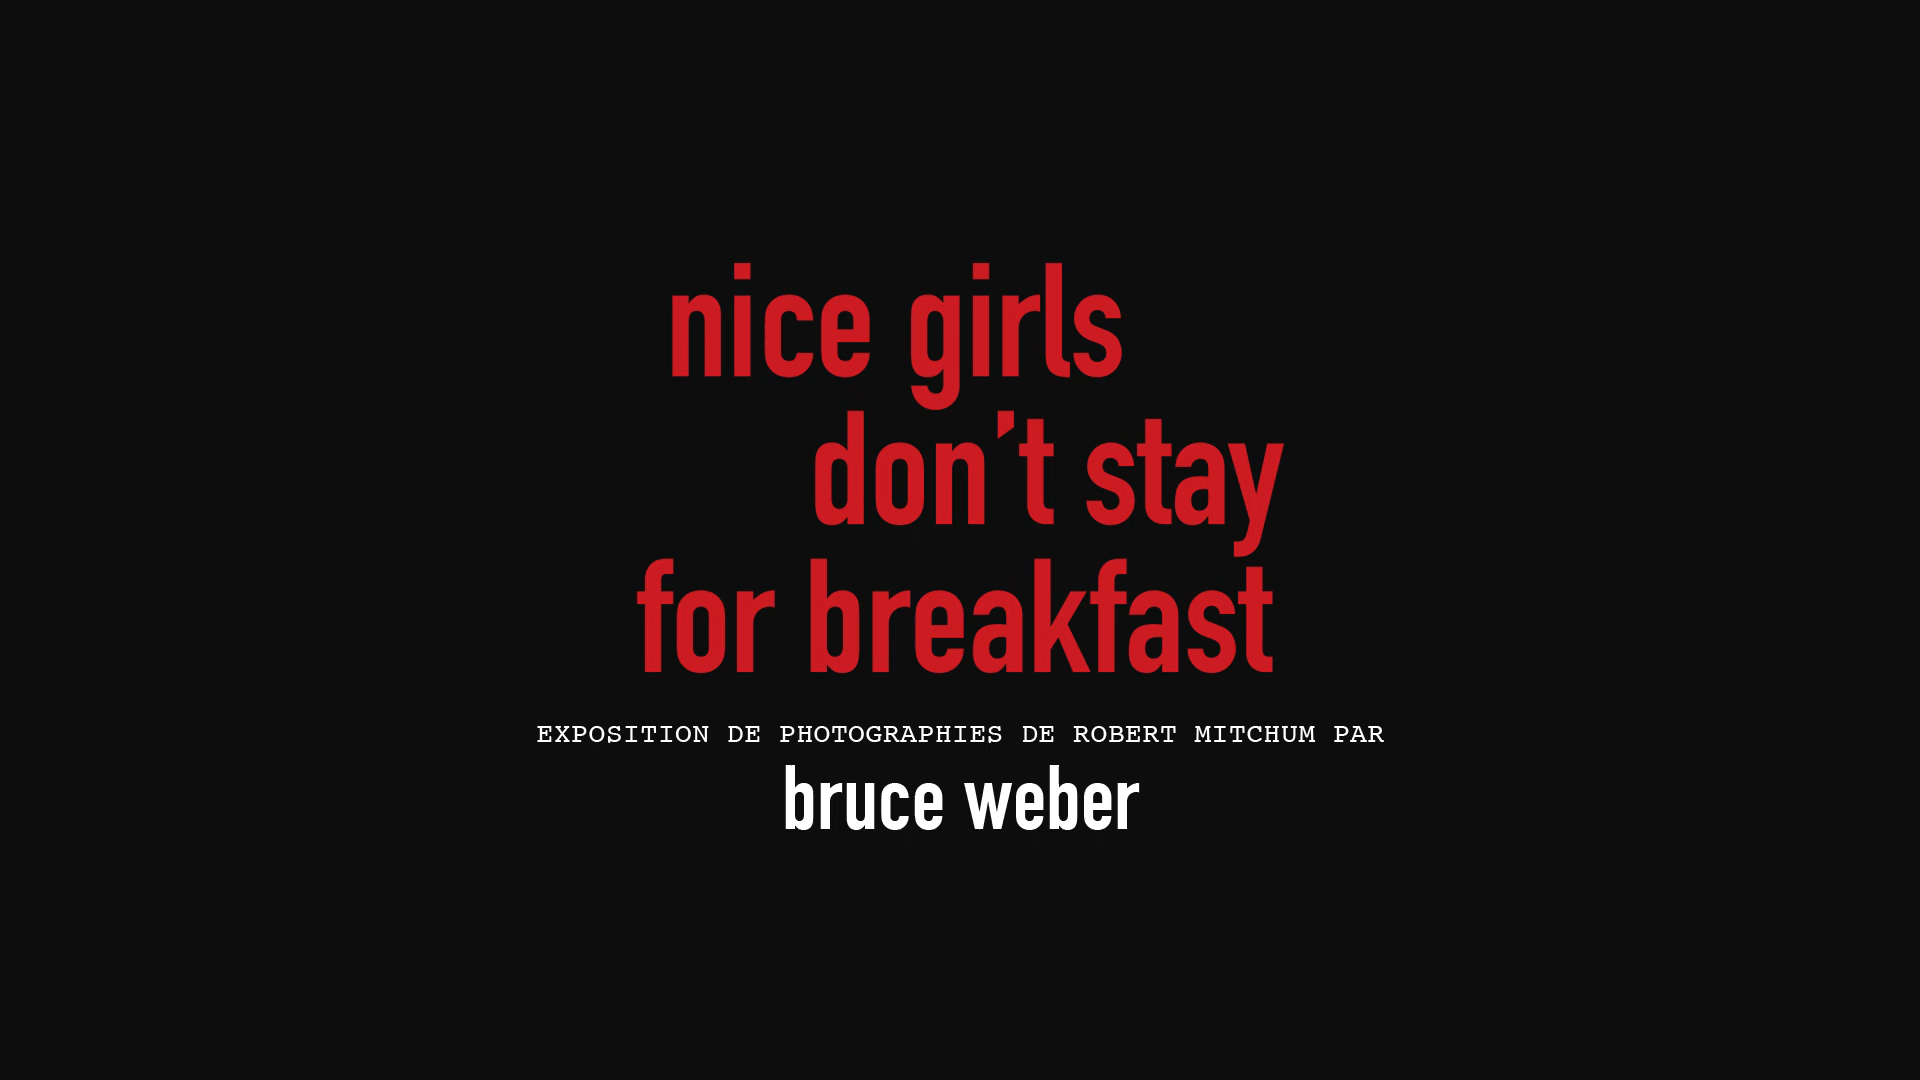 nice girls
don't stay
for breakfast
EXPOSITION DE PHOTOGRAPHIES DE ROBERT MITCHUM PAR
bruce weber